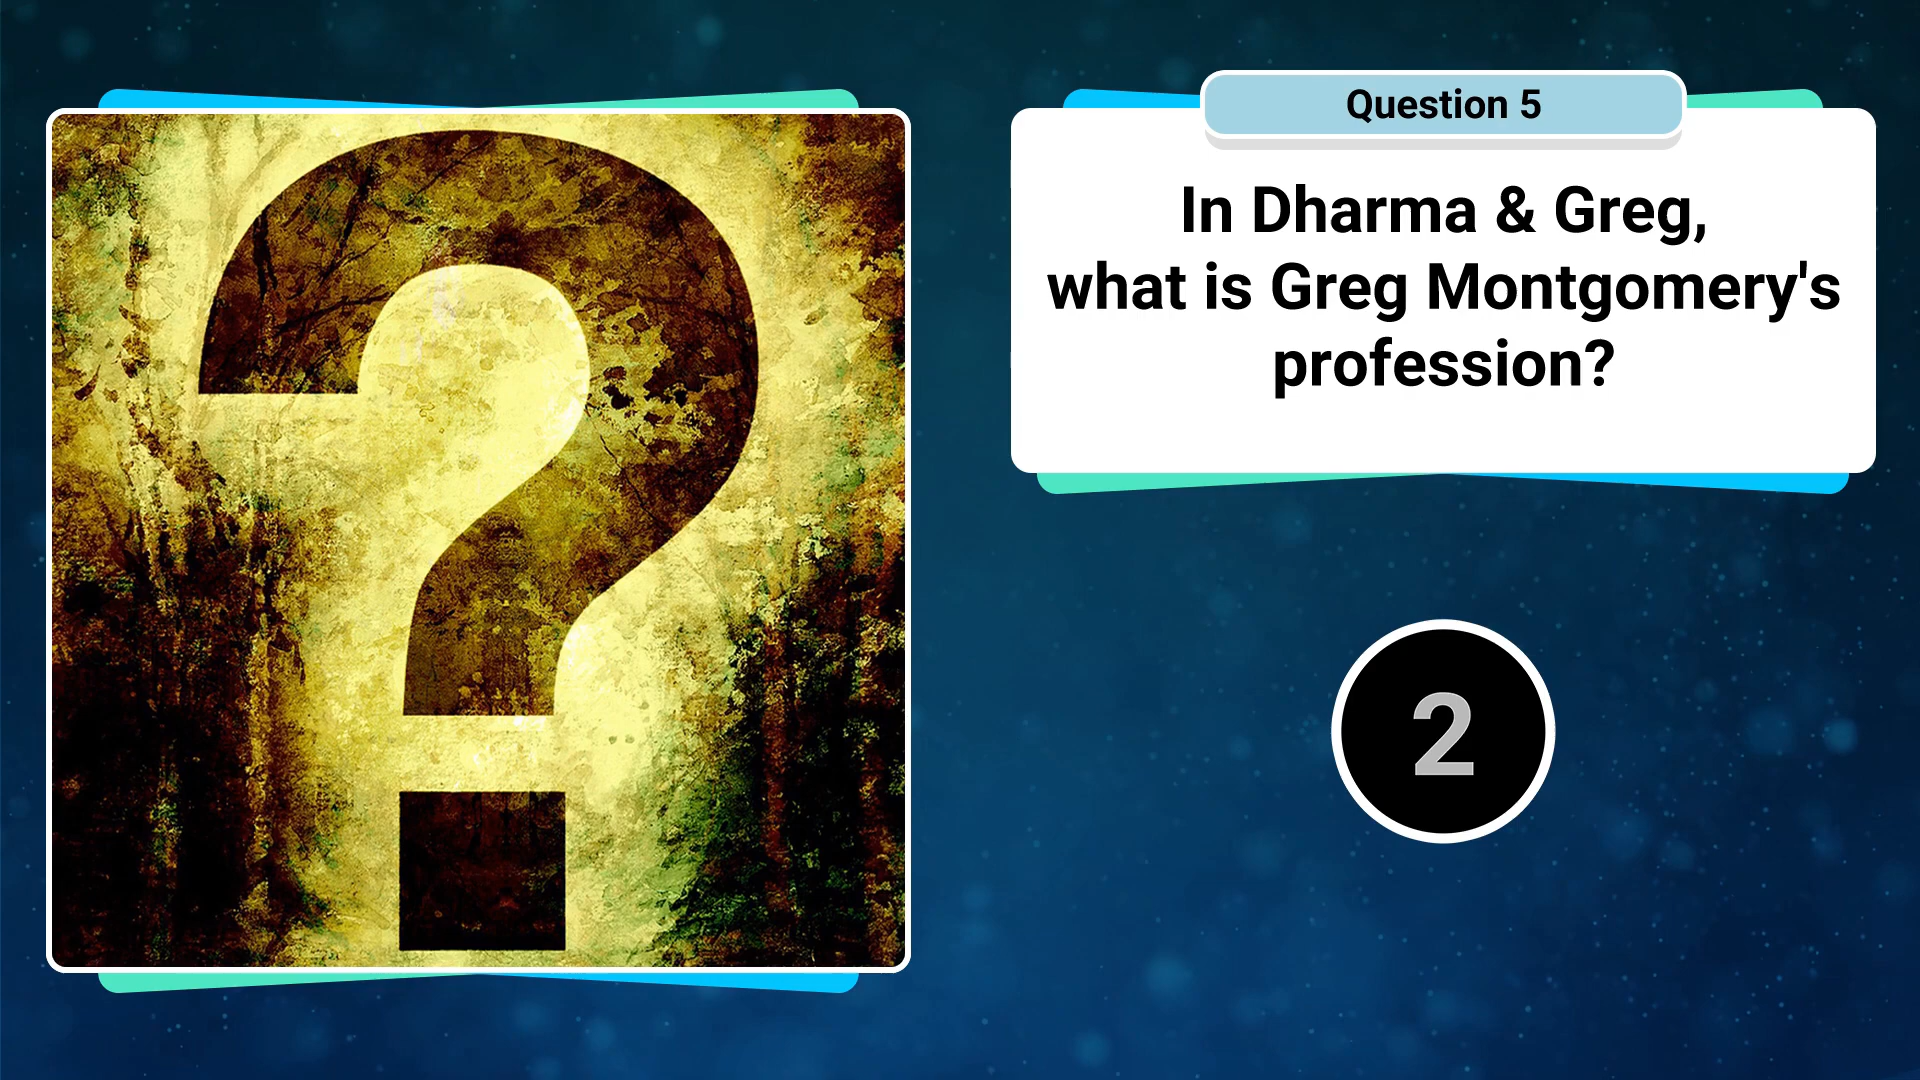 Question 5
In Dharma & Greg,
what is Greg Montgomery's
profession?
2